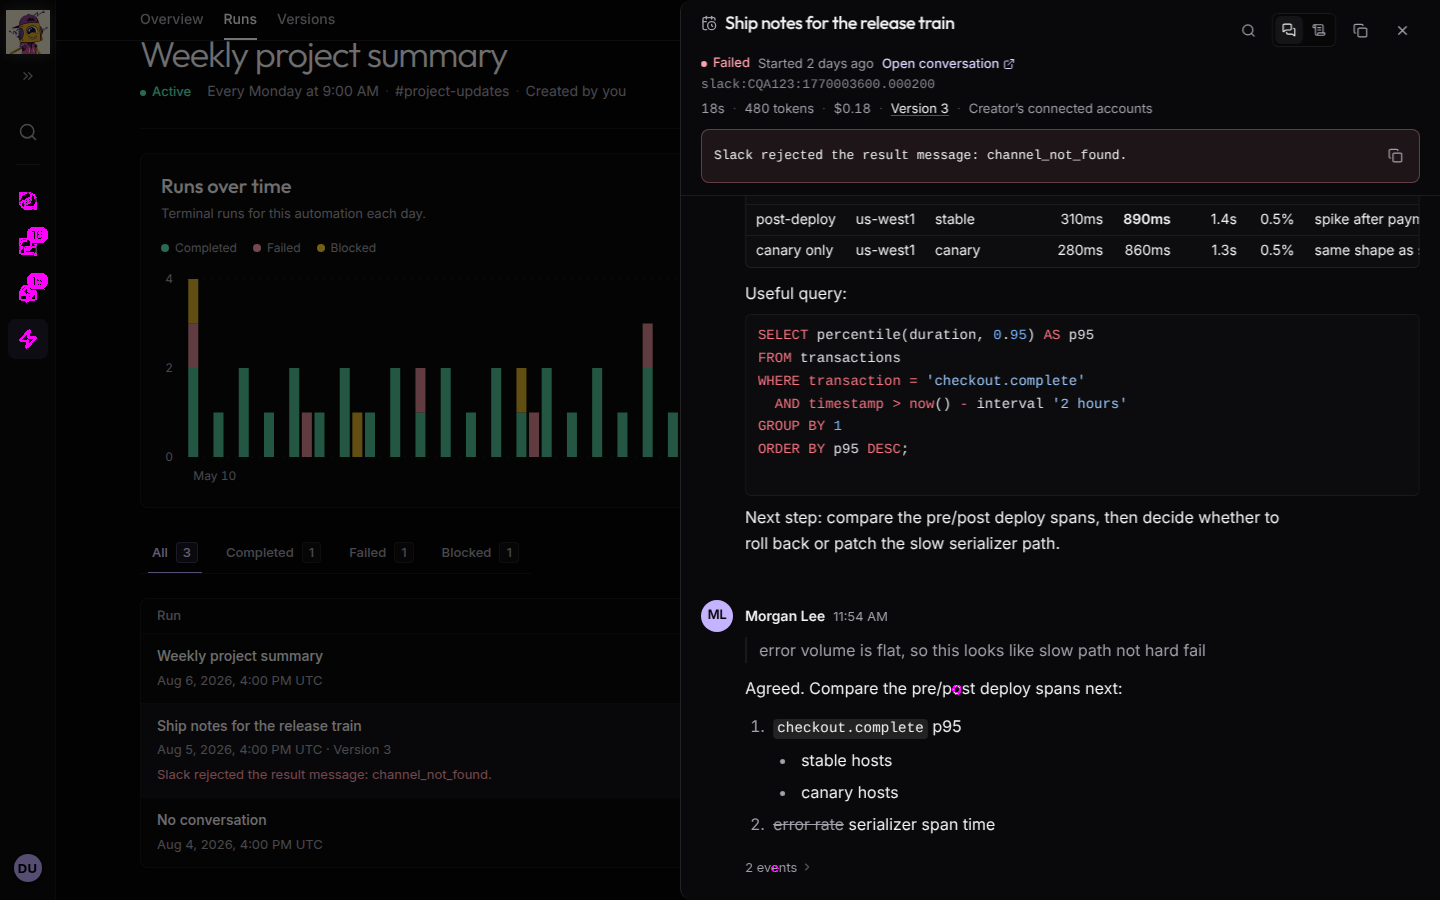 Overview Runs Versions
Weekly project summary
Active Every Monday at 9:00 AM · #project-updates · Created by you
Runs over time
Terminal runs for this automation each day.
Completed Failed Blocked
4
2
0
May 10
All 3 Completed 1 Failed 1 Blocked 1
Run
Weekly project summary
Aug 6, 2026, 4:00 PM UTC
Ship notes for the release train
Aug 5, 2026, 4:00 PM UTC · Version 3
Slack rejected the result message: channel_not_found.
No conversation
Aug 4, 2026, 4:00 PM UTC
DU
Ship notes for the release train
Failed Started 2 days ago Open conversation
slack:CQA123:1770003600.000200
18s · 480 tokens · $0.18 · Version 3 · Creator's connected accounts
Slack rejected the result message: channel_not_found.
post-deploy us-west1 stable 310ms 890ms 1.4s 0.5% spike after paym
canary only us-west1 canary 280ms 860ms 1.3s 0.5% same shape as
Useful query:
SELECT percentile(duration, 0.95) AS p95
FROM transactions
WHERE transaction = 'checkout.complete'
AND timestamp > now() - interval '2 hours'
GROUP BY 1
ORDER BY p95 DESC;
Next step: compare the pre/post deploy spans, then decide whether to
roll back or patch the slow serializer path.
ML Morgan Lee 11:54 AM
error volume is flat, so this looks like slow path not hard fail
Agreed. Compare the pre/post deploy spans next:
1. checkout.complete p95
• stable hosts
• canary hosts
2. error rate serializer span time
2 events